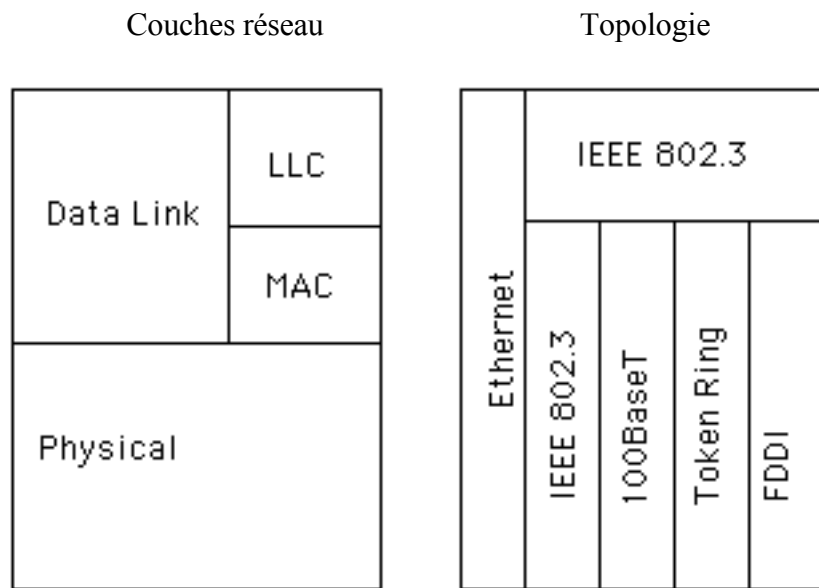 Couches réseau
Topologie
Data Link
LLC
MAC
Physical
IEEE 802.3
Ethernet
IEEE 802.3
100BaseT
Token Ring
FDDI